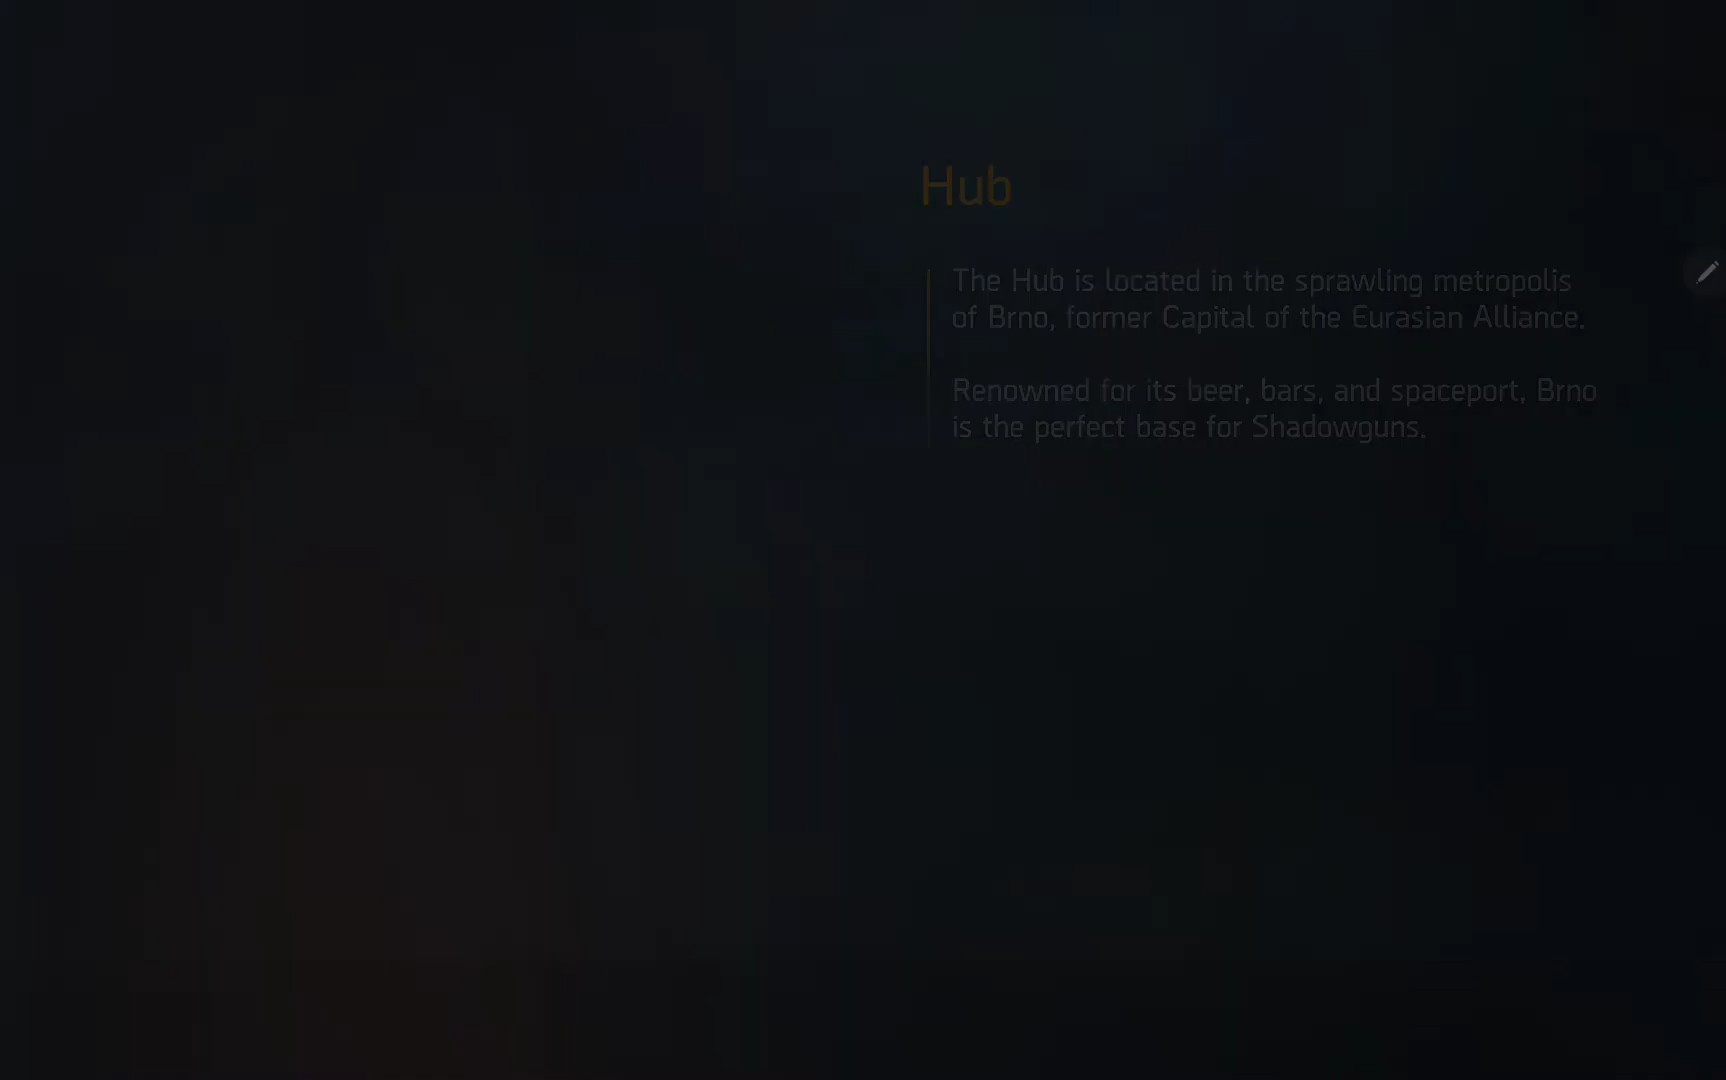 Hub
The Hub is located in the sprawling metropolis
of Brno, former Capital of the Eurasian Alliance.
Renowned for its beer, bars, and spaceport, Brno
is the perfect base for Shadowguns.